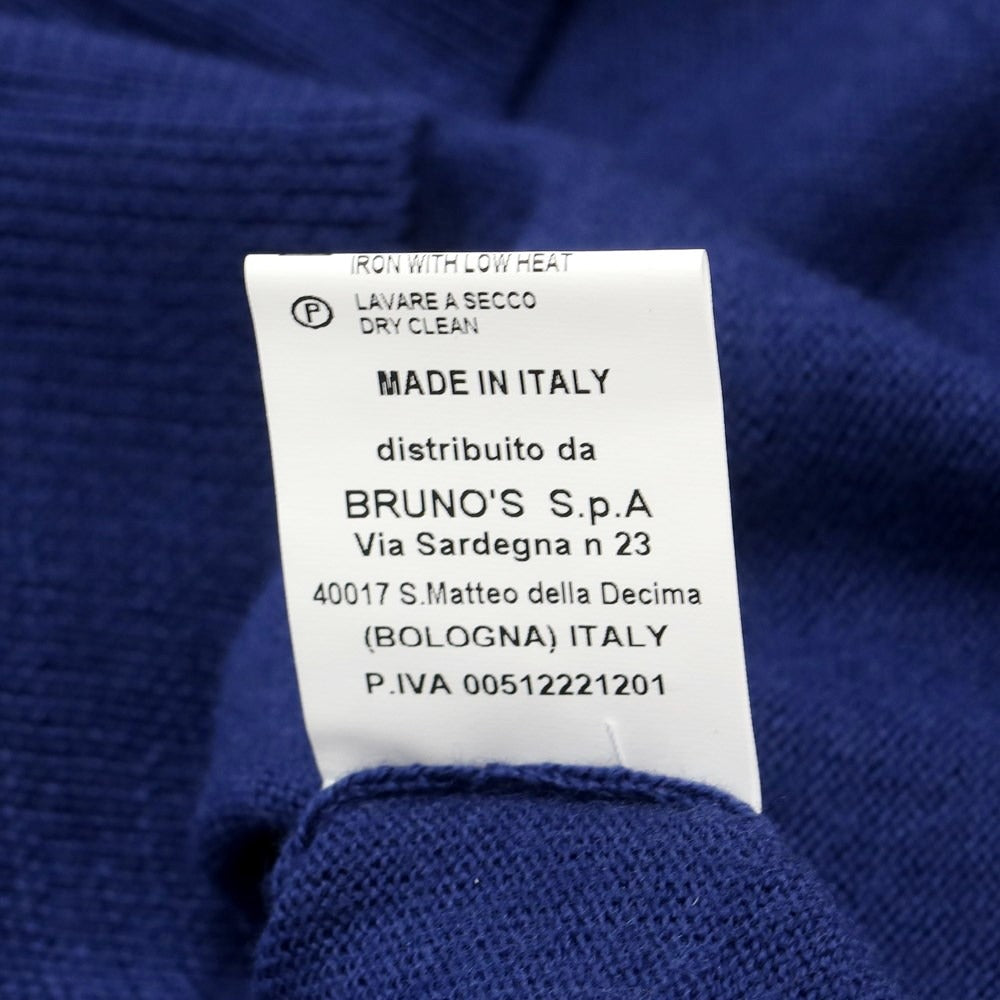 IRON WITH LOW HEAT
P LAVARE A SECCO
DRY CLEAN
MADE IN ITALY
distribuito da
BRUNO'S S.p.A
Via Sardegna n 23
40017 S.Matteo della Decima
(BOLOGNA) ITALY
P.IVA 00512221201